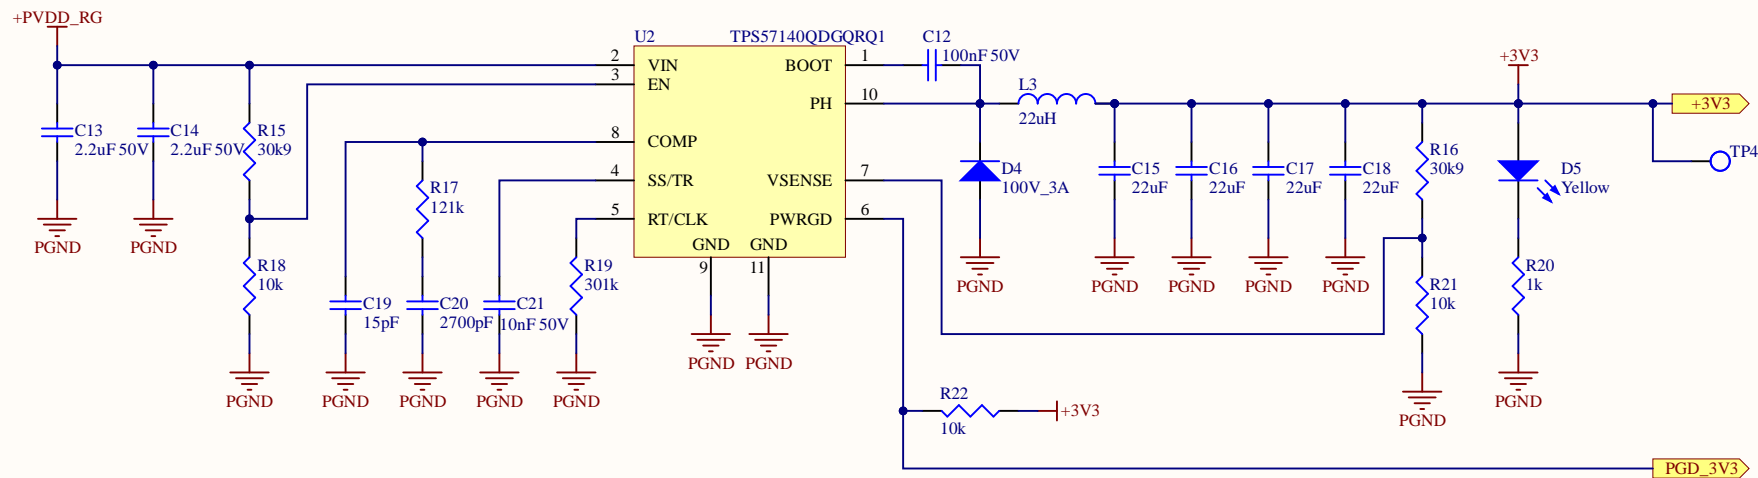 +PVDD_RG
U2
TPS57140QDGQRQ1
C12
100nF 50V
2
VIN
BOOT
1
3
EN
PH
10
L3
22uH
+3V3
+3V3
C13
2.2uF 50V
C14
2.2uF 50V
R15
30k9
8
COMP
R17
121k
4
SS/TR
VSENSE
7
5
RT/CLK
PWRGD
6
GND
GND
9
11
D4
100V_3A
C15
22uF
C16
22uF
C17
22uF
C18
22uF
R16
30k9
D5
Yellow
TP4
PGND
PGND
R18
10k
C19
15pF
C20
2700pF
C21
10nF 50V
R19
301k
PGND
PGND
PGND
PGND
PGND
R21
10k
R20
1k
PGND
PGND
PGND
PGND
PGND
PGND
PGND
PGND
PGND
R22
10k
+3V3
PGD_3V3